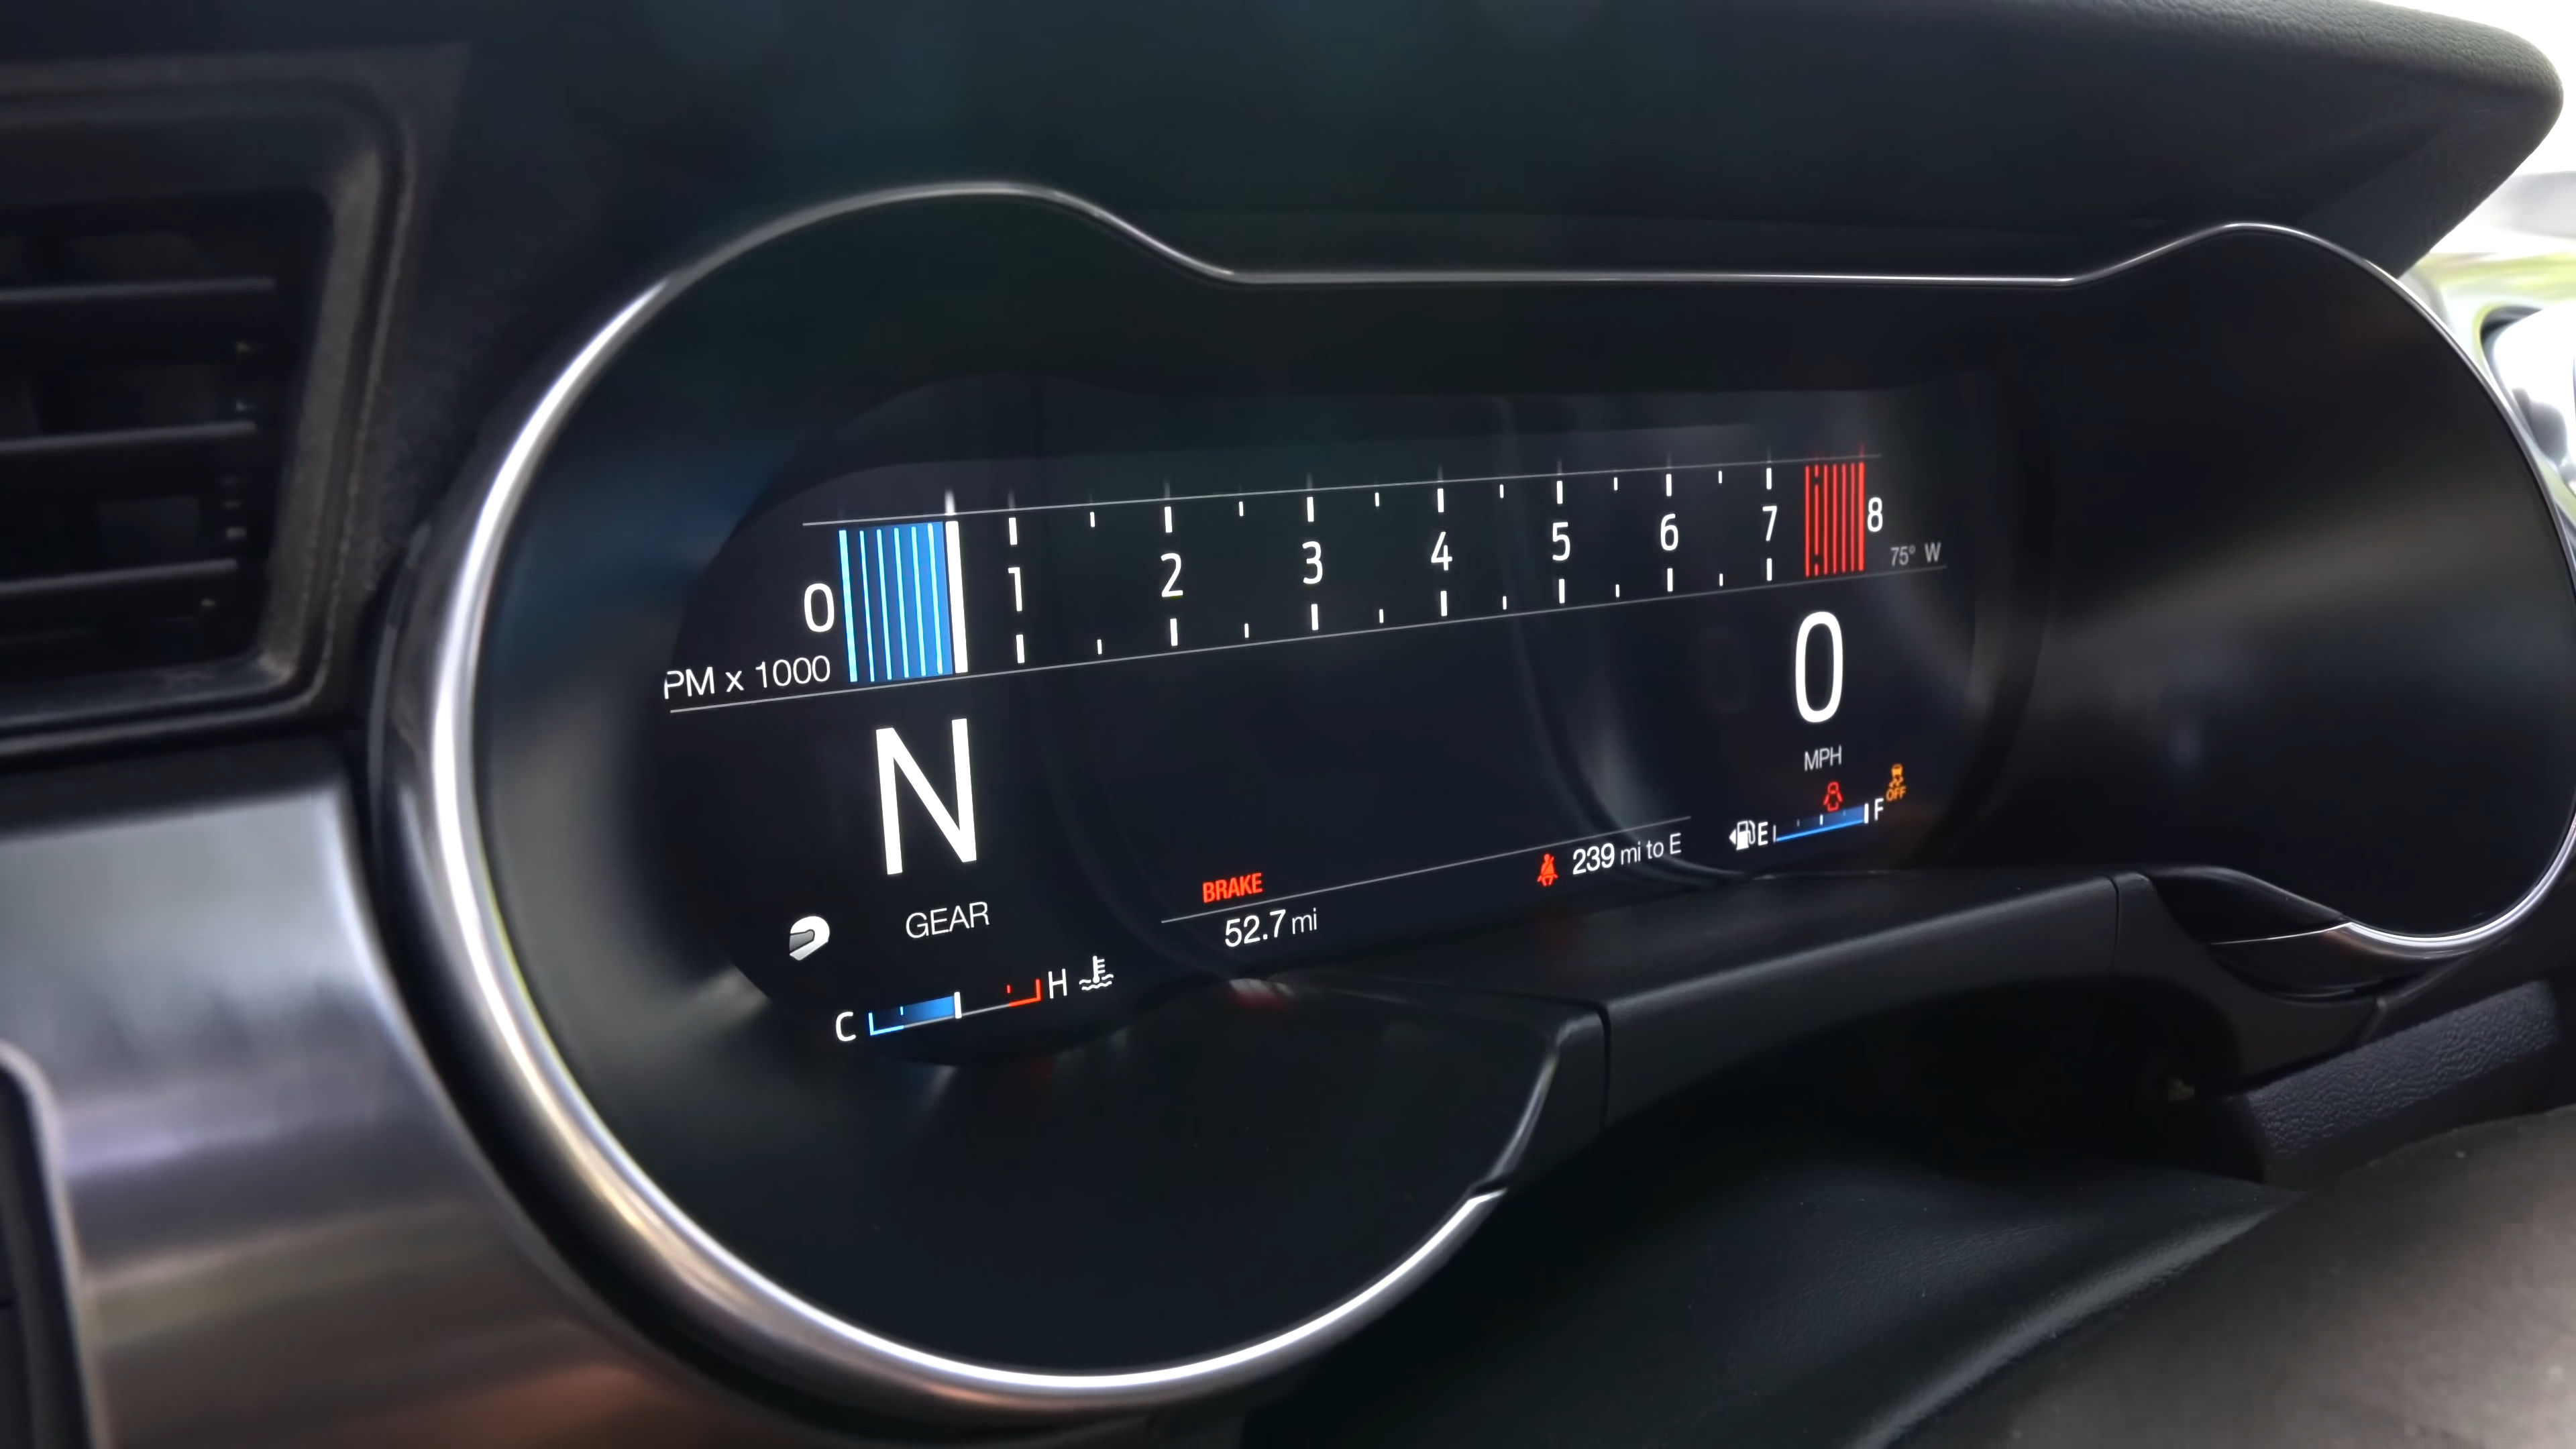 0 1 2 3 4 5 6 7 8
PM x 1000
75° W
N
GEAR
0
MPH
OFF
E F
BRAKE
239 mi to E
52.7 mi
C H